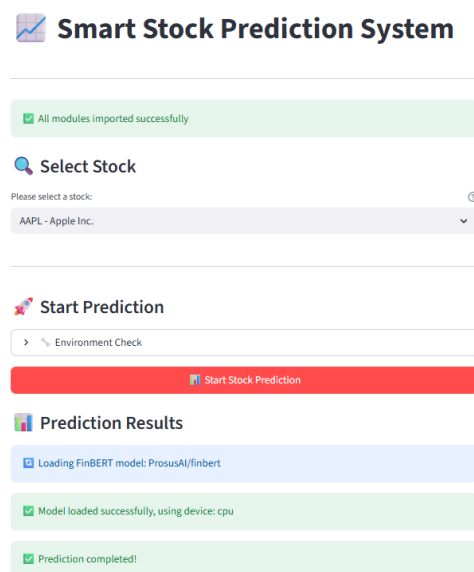 Smart Stock Prediction System
✅ All modules imported successfully
🔍 Select Stock
Please select a stock:
AAPL - Apple Inc.
🚀 Start Prediction
🔧 Environment Check
📊 Start Stock Prediction
📊 Prediction Results
🔄 Loading FinBERT model: ProsusAI/finbert
✅ Model loaded successfully, using device: cpu
✅ Prediction completed!